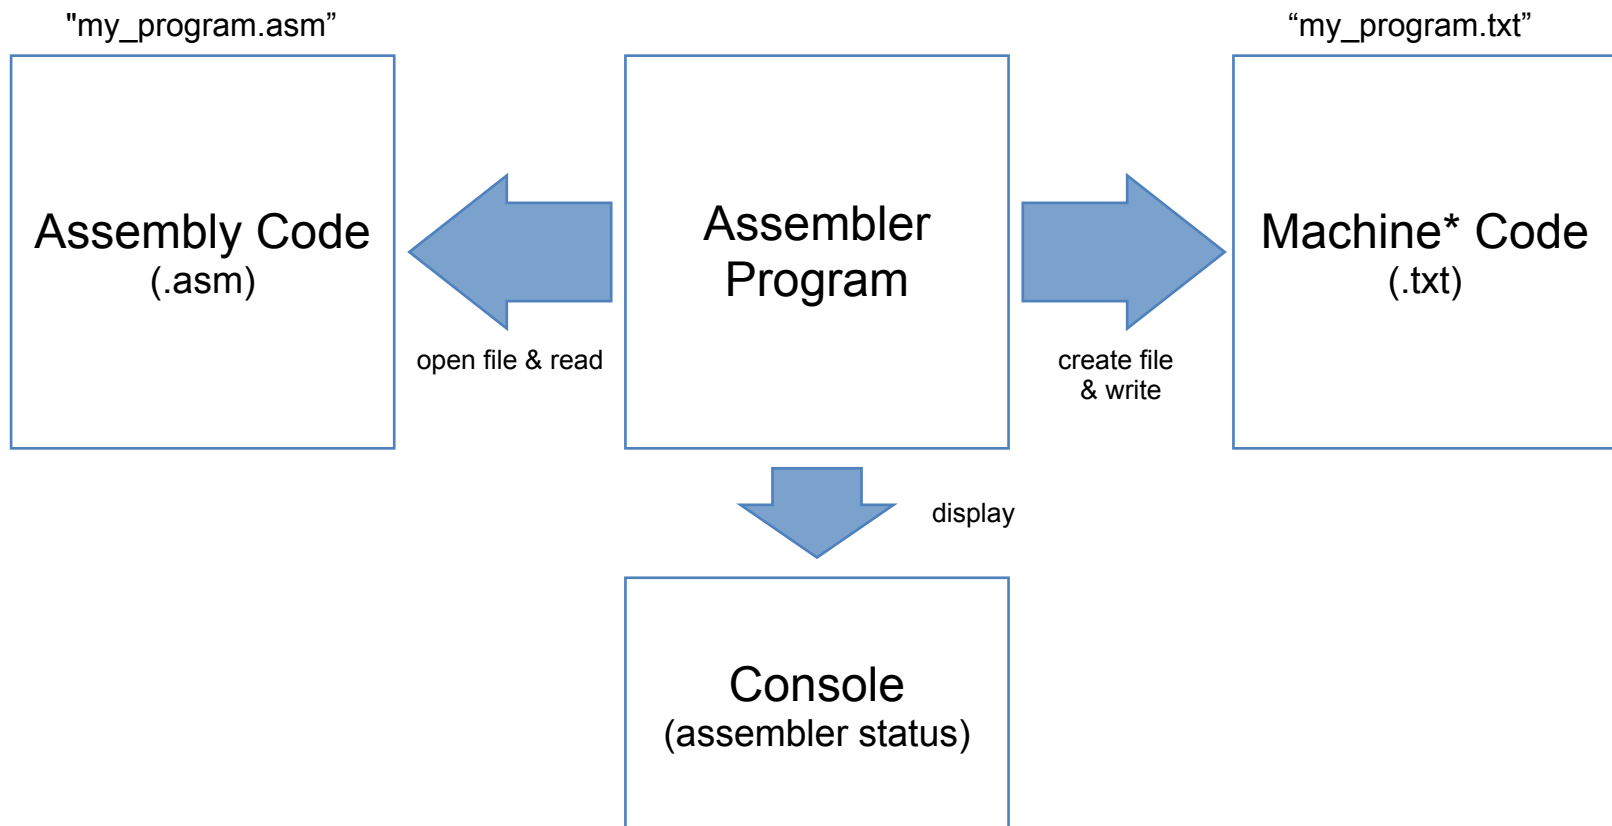 "my_program.asm”
“my_program.txt”
Assembly Code
(.asm)
Assembler
Program
Machine* Code
(.txt)
open file & read
create file
& write
display
Console
(assembler status)